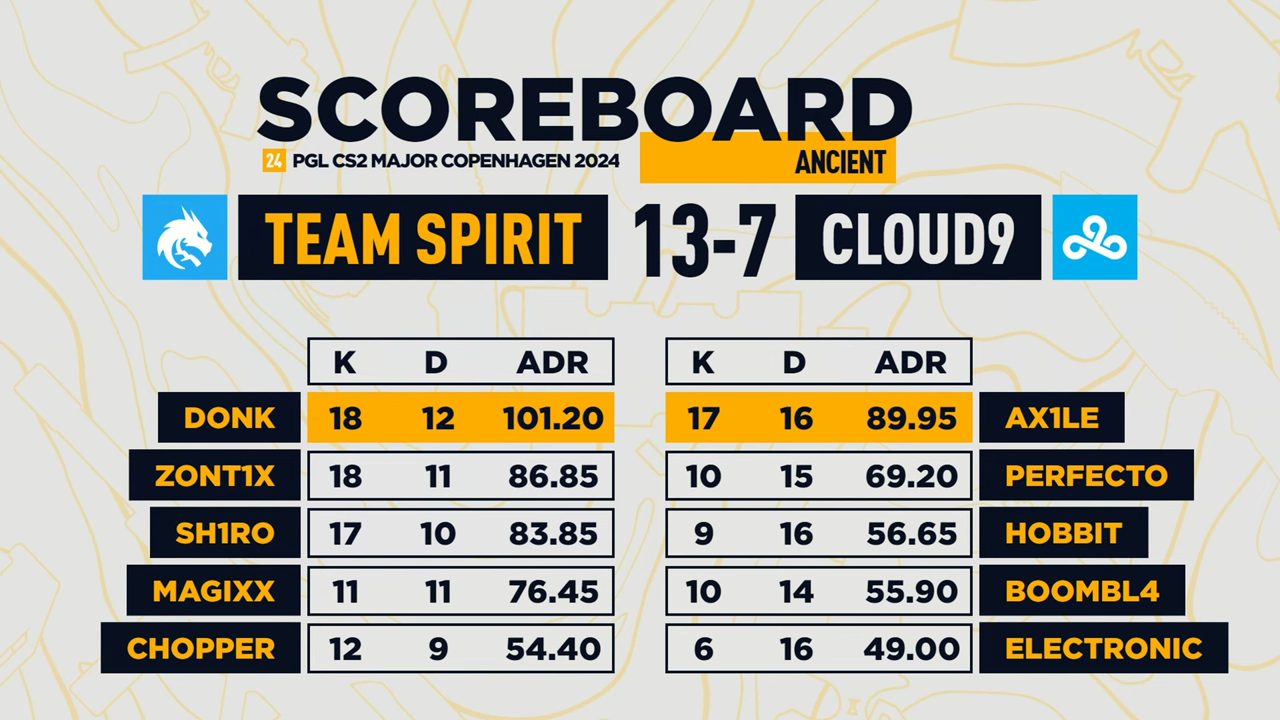 SCOREBOARD
24 PGL CS2 MAJOR COPENHAGEN 2024
ANCIENT
TEAM SPIRIT 13-7 CLOUD9
K D ADR K D ADR
DONK 18 12 101.20 17 16 89.95 AX1LE
ZONT1X 18 11 86.85 10 15 69.20 PERFECTO
SH1RO 17 10 83.85 9 16 56.65 HOBBIT
MAGIXX 11 11 76.45 10 14 55.90 BOOMBL4
CHOPPER 12 9 54.40 6 16 49.00 ELECTRONIC